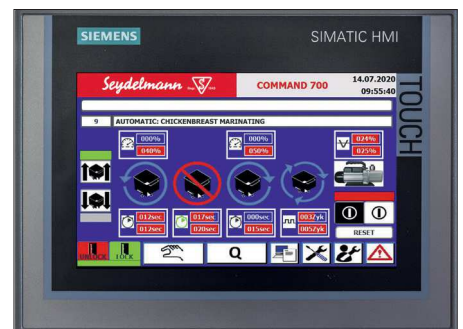 SIEMENS
SIMATIC HMI
TOUCH
Seydelmann
COMMAND 700
14.07.2020
09:55:40
9 AUTOMATIC: CHICKENBREAST MARINATING
000% 000% 024%
040% 050% 025%
012sec 017sec 000sec 003Zyk
012sec 020sec 015sec 005Zyk
RESET
UNLOCK LOCK Q